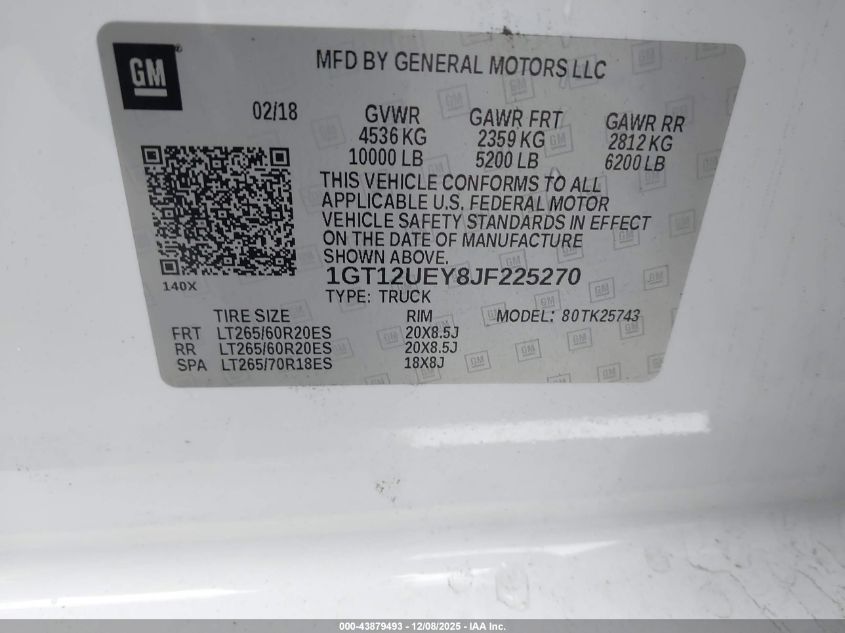 GM
MFD BY GENERAL MOTORS LLC
02/18
GVWR GAWR FRT GAWR RR
4536 KG 2359 KG 2812 KG
10000 LB 5200 LB 6200 LB
THIS VEHICLE CONFORMS TO ALL
APPLICABLE U.S. FEDERAL MOTOR
VEHICLE SAFETY STANDARDS IN EFFECT
ON THE DATE OF MANUFACTURE
SHOWN ABOVE.
140X
1GT12UEY8JF225270
TYPE: TRUCK
TIRE SIZE RIM MODEL: 80TK25743
FRT LT265/60R20ES 20X8.5J
RR LT265/60R20ES 20X8.5J
SPA LT265/70R18ES 18X8J
000-43879493 - 12/08/2025 - IAA Inc.